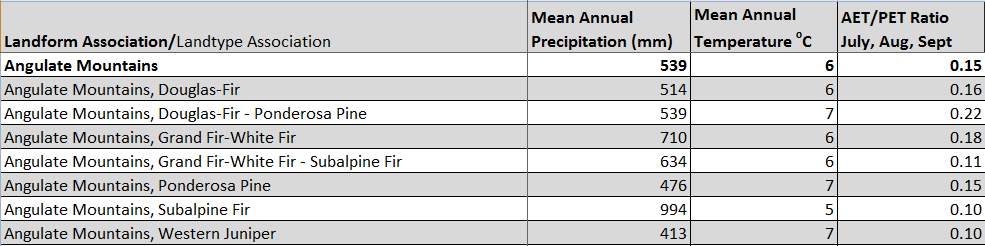 Landform Association/Landtype Association Mean Annual Precipitation (mm) Mean Annual Temperature °C AET/PET Ratio July, Aug, Sept
Angulate Mountains 539 6 0.15
Angulate Mountains, Douglas-Fir 514 6 0.16
Angulate Mountains, Douglas-Fir - Ponderosa Pine 539 7 0.22
Angulate Mountains, Grand Fir-White Fir 710 6 0.18
Angulate Mountains, Grand Fir-White Fir - Subalpine Fir 634 6 0.11
Angulate Mountains, Ponderosa Pine 476 7 0.15
Angulate Mountains, Subalpine Fir 994 5 0.10
Angulate Mountains, Western Juniper 413 7 0.10